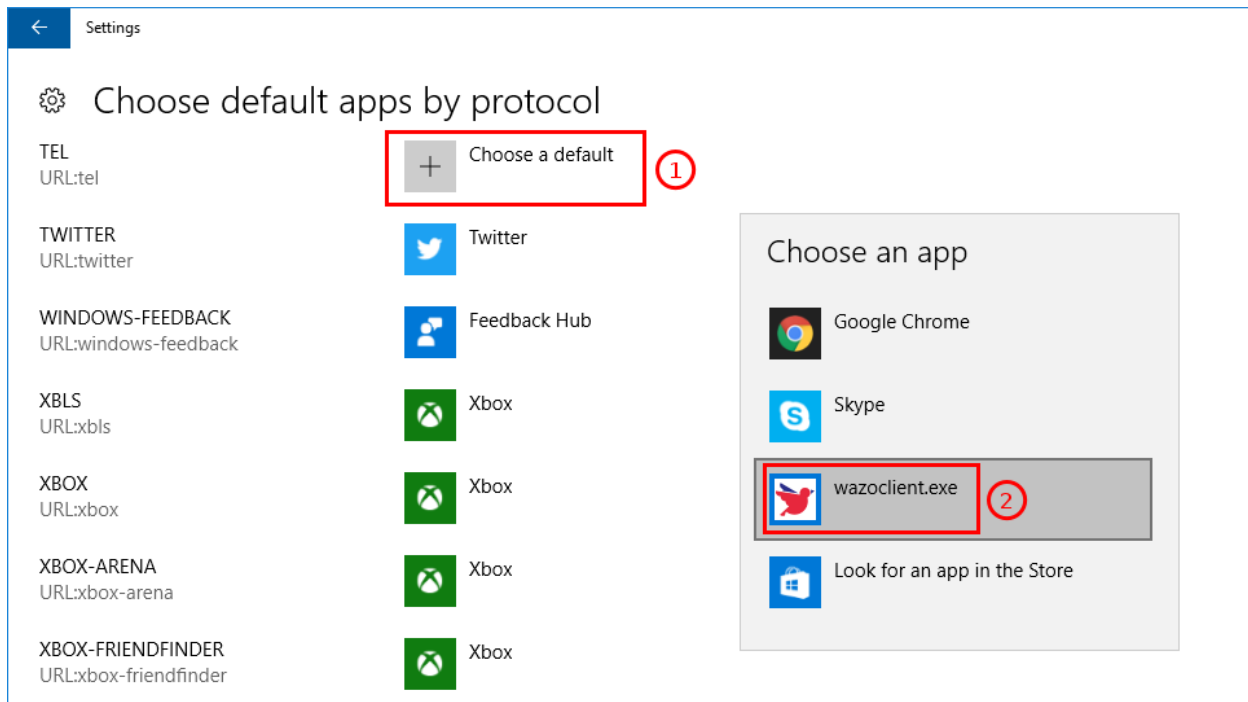 Settings
Choose default apps by protocol
TEL
URL:tel
Choose a default
1
TWITTER
URL:twitter
Twitter
WINDOWS-FEEDBACK
URL:windows-feedback
Feedback Hub
XBLS
URL:xbls
Xbox
XBOX
URL:xbox
Xbox
XBOX-ARENA
URL:xbox-arena
Xbox
XBOX-FRIENDFINDER
URL:xbox-friendfinder
Xbox
Choose an app
Google Chrome
Skype
wazoclient.exe
2
Look for an app in the Store